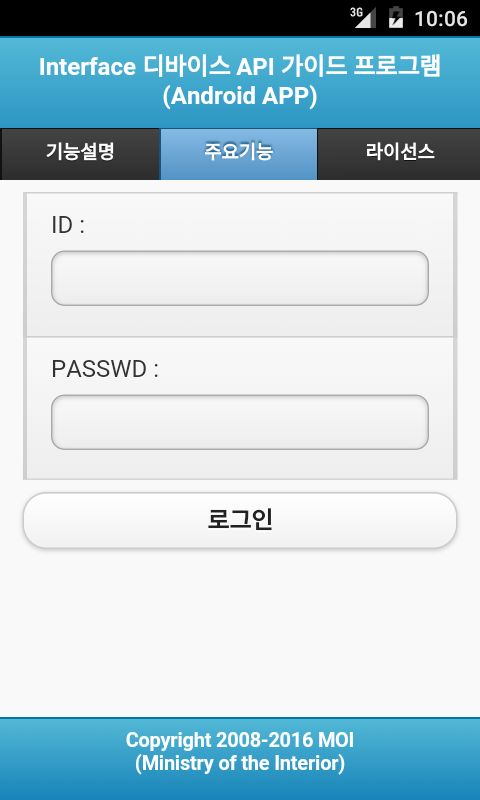 3G 10:06
Interface 디바이스 API 가이드 프로그램
(Android APP)
기능설명 주요기능 라이선스
ID :
PASSWD :
로그인
Copyright 2008-2016 MOI
(Ministry of the Interior)